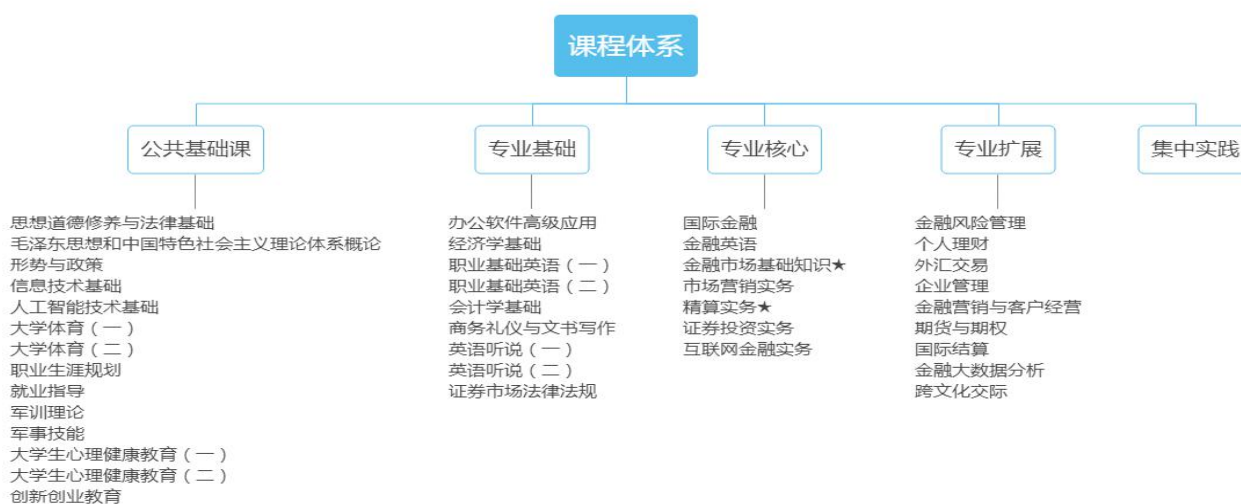 课程体系
公共基础课
专业基础
专业核心
专业扩展
集中实践
思想道德修养与法律基础
毛泽东思想和中国特色社会主义理论体系概论
形势与政策
信息技术基础
人工智能技术基础
大学体育（一）
大学体育（二）
职业生涯规划
就业指导
军训理论
军事技能
大学生心理健康教育（一）
大学生心理健康教育（二）
创新创业教育
办公软件高级应用
经济学基础
职业基础英语（一）
职业基础英语（二）
会计学基础
商务礼仪与文书写作
英语听说（一）
英语听说（二）
证券市场法律法规
国际金融
金融英语
金融市场基础知识★
市场营销实务
精算实务★
证券投资实务
互联网金融实务
金融风险管理
个人理财
外汇交易
企业管理
金融营销与客户经营
期货与期权
国际结算
金融大数据分析
跨文化交际